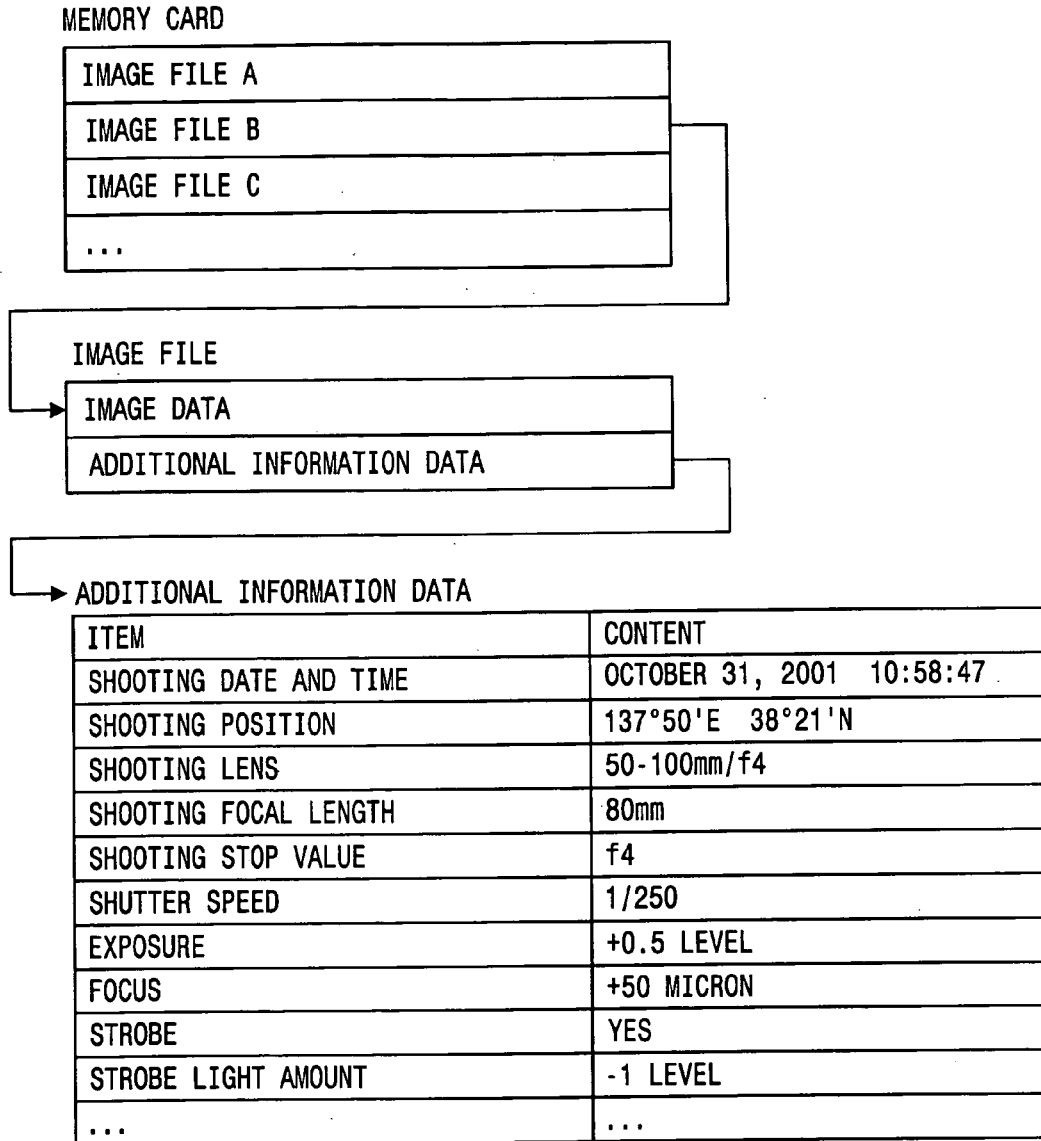 MEMORY CARD
IMAGE FILE A
IMAGE FILE B
IMAGE FILE C
...
IMAGE FILE
IMAGE DATA
ADDITIONAL INFORMATION DATA
ADDITIONAL INFORMATION DATA
ITEM CONTENT
SHOOTING DATE AND TIME OCTOBER 31, 2001 10:58:47
SHOOTING POSITION 137°50'E 38°21'N
SHOOTING LENS 50-100mm/f4
SHOOTING FOCAL LENGTH 80mm
SHOOTING STOP VALUE f4
SHUTTER SPEED 1/250
EXPOSURE +0.5 LEVEL
FOCUS +50 MICRON
STROBE YES
STROBE LIGHT AMOUNT -1 LEVEL
... ...